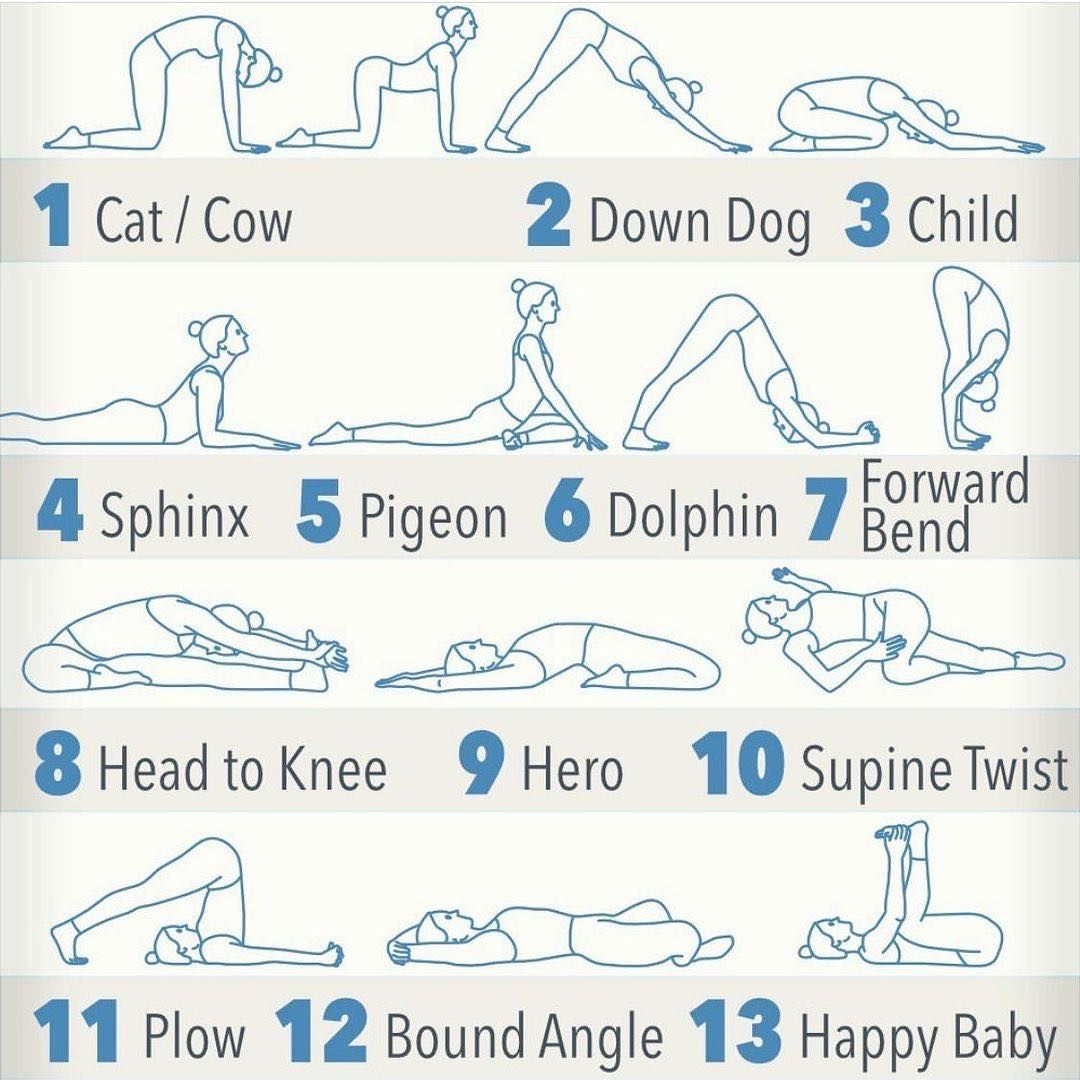 1 Cat / Cow 2 Down Dog 3 Child
4 Sphinx 5 Pigeon 6 Dolphin 7 Forward
Bend
8 Head to Knee 9 Hero 10 Supine Twist
11 Plow 12 Bound Angle 13 Happy Baby